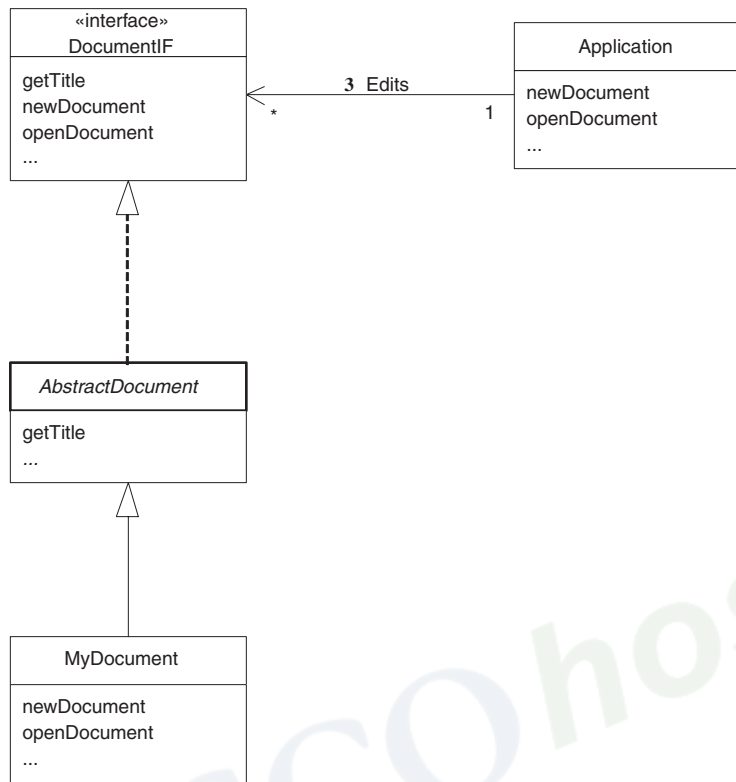 «interface»
DocumentIF
getTitle
newDocument
openDocument
...
3 Edits
*
1
Application
newDocument
openDocument
...
AbstractDocument
getTitle
...
MyDocument
newDocument
openDocument
...